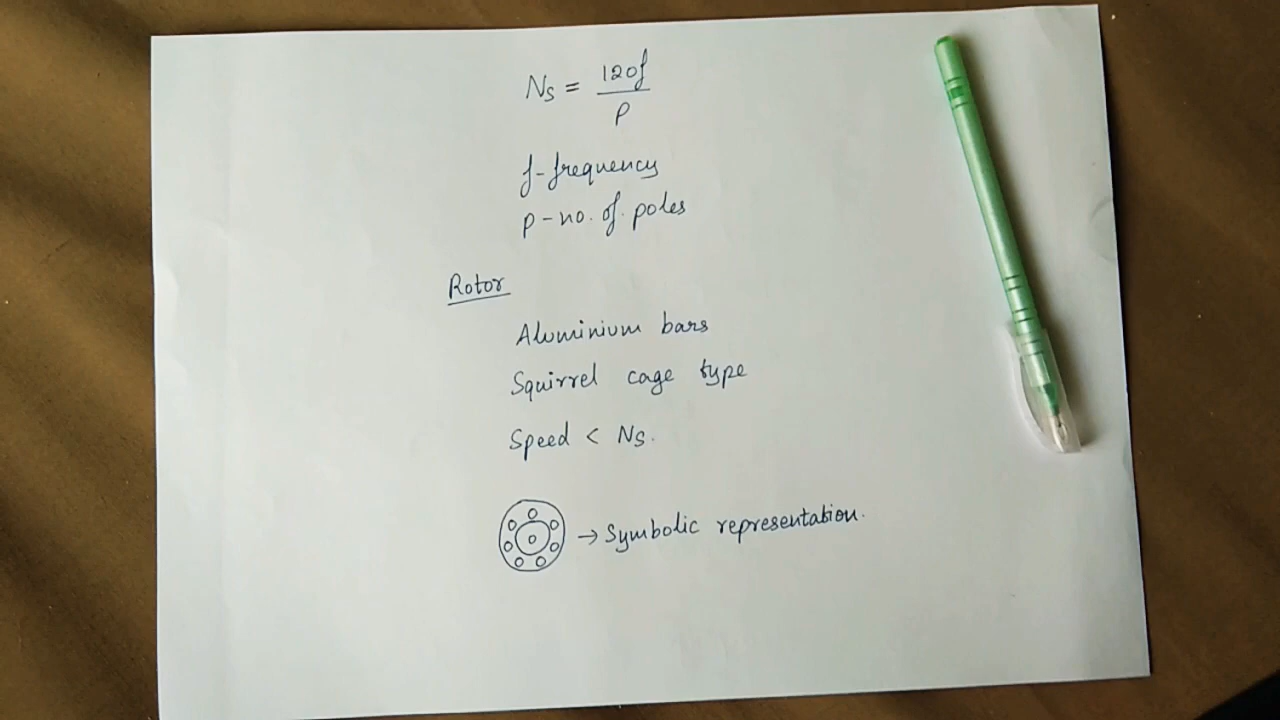 Ns = 120f / P
f - frequency
P - no. of. poles
Rotor
Aluminium bars
Squirrel cage type
Speed < Ns.
→ Symbolic representation.